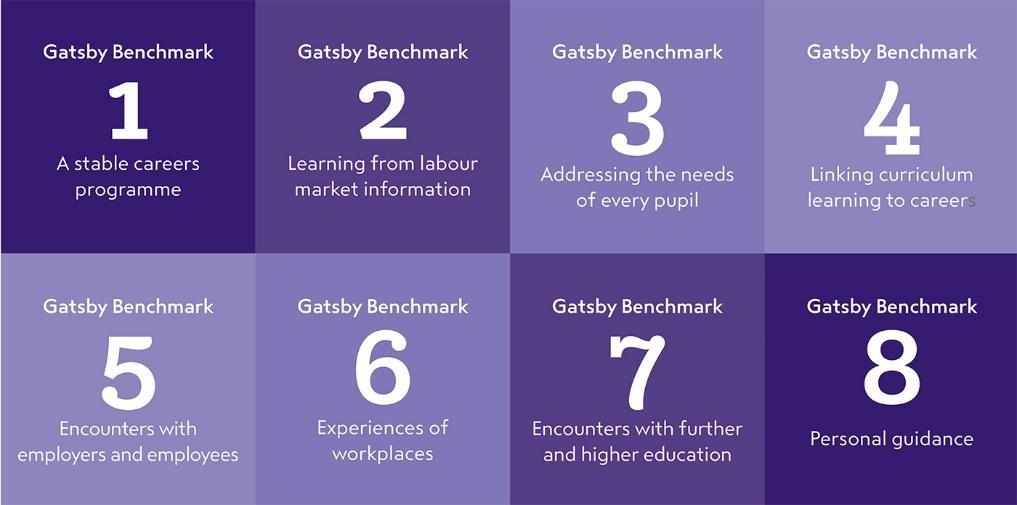 Gatsby Benchmark
1
A stable careers
programme
Gatsby Benchmark
2
Learning from labour
market information
Gatsby Benchmark
3
Addressing the needs
of every pupil
Gatsby Benchmark
4
Linking curriculum
learning to careers
Gatsby Benchmark
5
Encounters with
employers and employees
Gatsby Benchmark
6
Experiences of
workplaces
Gatsby Benchmark
7
Encounters with further
and higher education
Gatsby Benchmark
8
Personal guidance